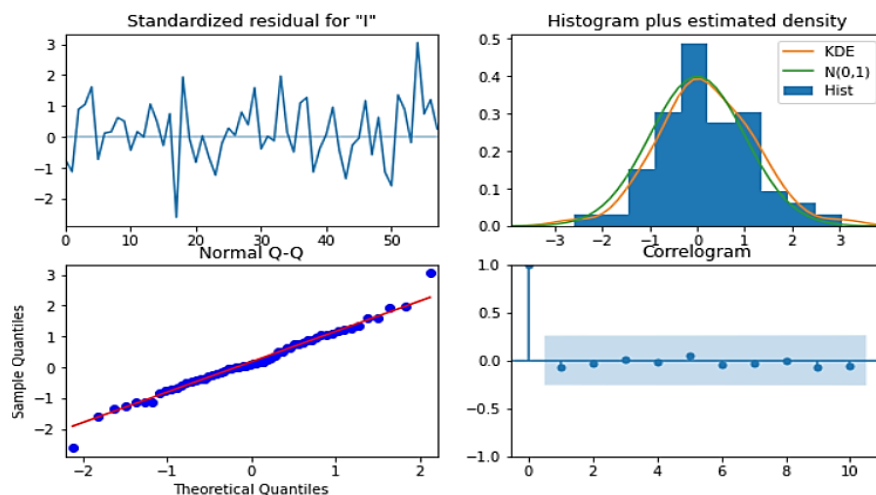 Standardized residual for "I"
3
2
1
0
−1
−2
0 10 20 30 40 50
Histogram plus estimated density
KDE
N(0,1)
Hist
0.5
0.4
0.3
0.2
0.1
0.0
−3 −2 −1 0 1 2 3
Normal Q-Q
Sample Quantiles
3
2
1
0
−1
−2
−2 −1 0 1 2
Theoretical Quantiles
Correlogram
1.0
0.5
0.0
−0.5
−1.0
0 2 4 6 8 10